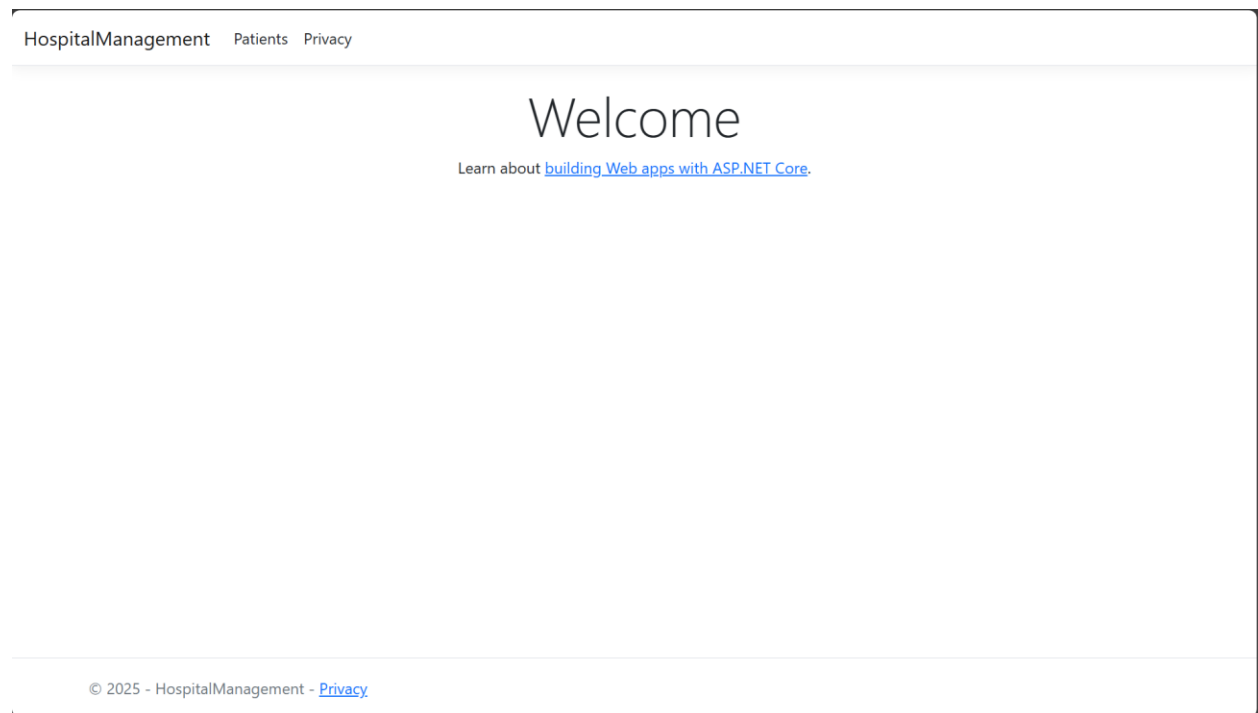 HospitalManagement Patients Privacy
Welcome
Learn about building Web apps with ASP.NET Core.
© 2025 - HospitalManagement - Privacy